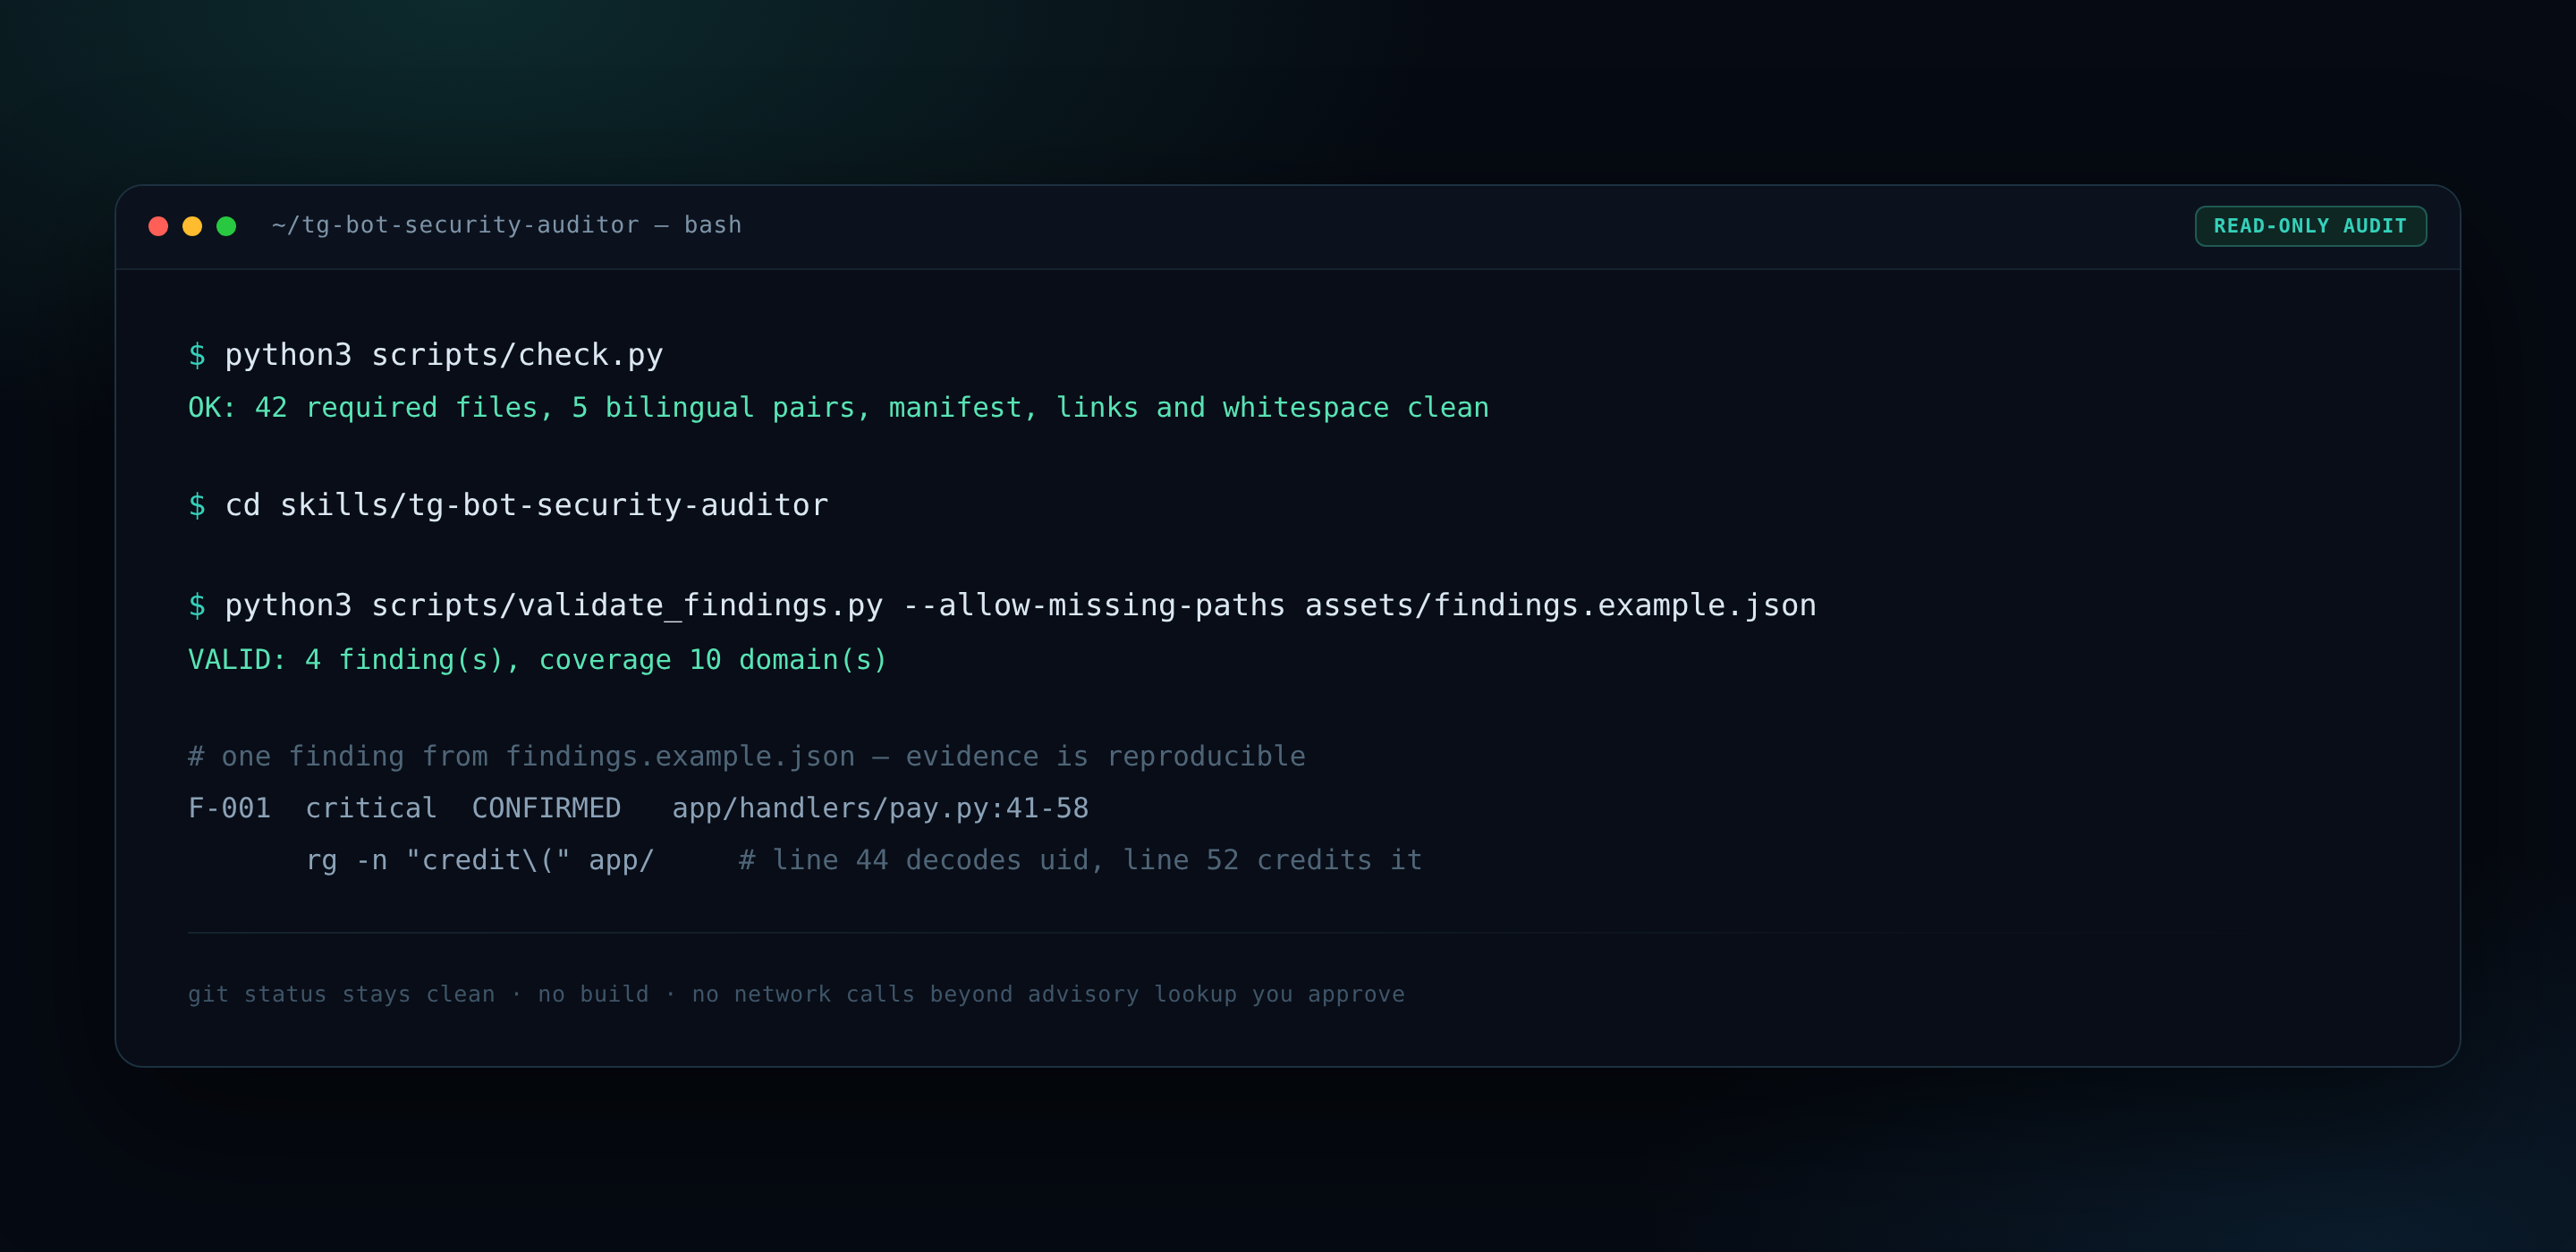 ~/tg-bot-security-auditor — bash
READ-ONLY AUDIT
$ python3 scripts/check.py
OK: 42 required files, 5 bilingual pairs, manifest, links and whitespace clean
$ cd skills/tg-bot-security-auditor
$ python3 scripts/validate_findings.py --allow-missing-paths assets/findings.example.json
VALID: 4 finding(s), coverage 10 domain(s)
# one finding from findings.example.json — evidence is reproducible
F-001  critical  CONFIRMED   app/handlers/pay.py:41-58
rg -n "credit\(" app/     # line 44 decodes uid, line 52 credits it
git status stays clean · no build · no network calls beyond advisory lookup you approve